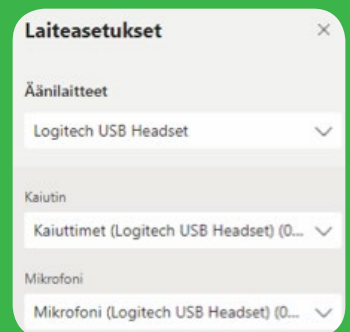 Laiteasetukset
Äänilaitteet
Logitech USB Headset
Kaiutin
Kaiuttimet (Logitech USB Headset) (0...
Mikrofoni
Mikrofoni (Logitech USB Headset) (0...